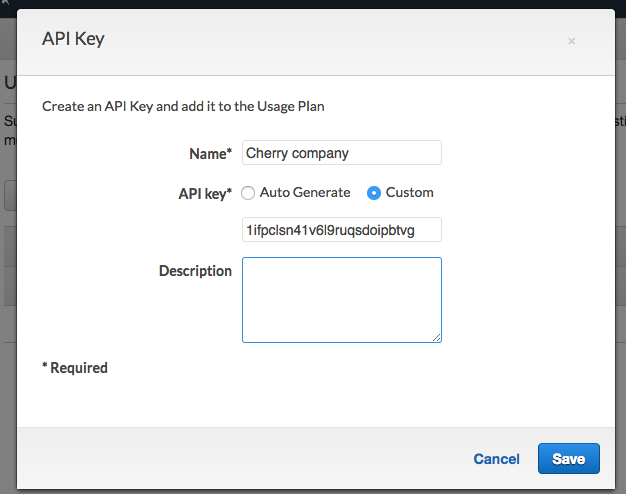 API Key
×
Create an API Key and add it to the Usage Plan
Name*
Cherry company
API key*
Auto Generate
Custom
1ifpclsn41v6l9ruqsdoipbtvg
Description
* Required
Cancel
Save